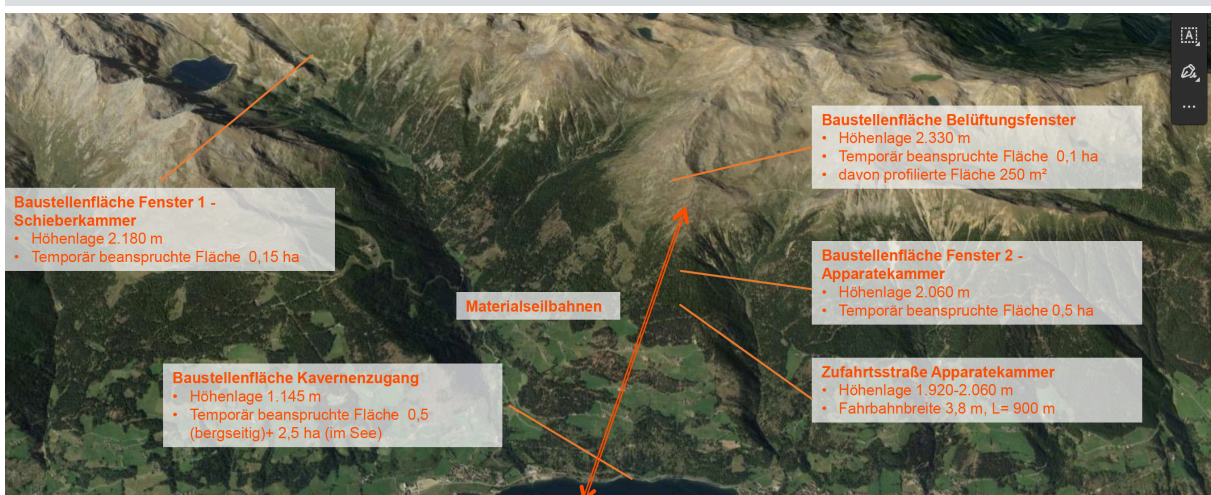 Baustellenfläche Belüftungsfenster
• Höhenlage 2.330 m
• Temporär beanspruchte Fläche 0,1 ha
• davon profilierte Fläche 250 m²
Baustellenfläche Fenster 1 -
Schieberkammer
• Höhenlage 2.180 m
• Temporär beanspruchte Fläche 0,15 ha
Baustellenfläche Fenster 2 -
Apparatekammer
• Höhenlage 2.060 m
• Temporär beanspruchte Fläche 0,5 ha
Materialseilbahnen
Baustellenfläche Kavernenzugang
• Höhenlage 1.145 m
• Temporär beanspruchte Fläche 0,5
(bergseitig)+ 2,5 ha (im See)
Zufahrtsstraße Apparatekammer
• Höhenlage 1.920-2.060 m
• Fahrbahnbreite 3,8 m, L= 900 m
A